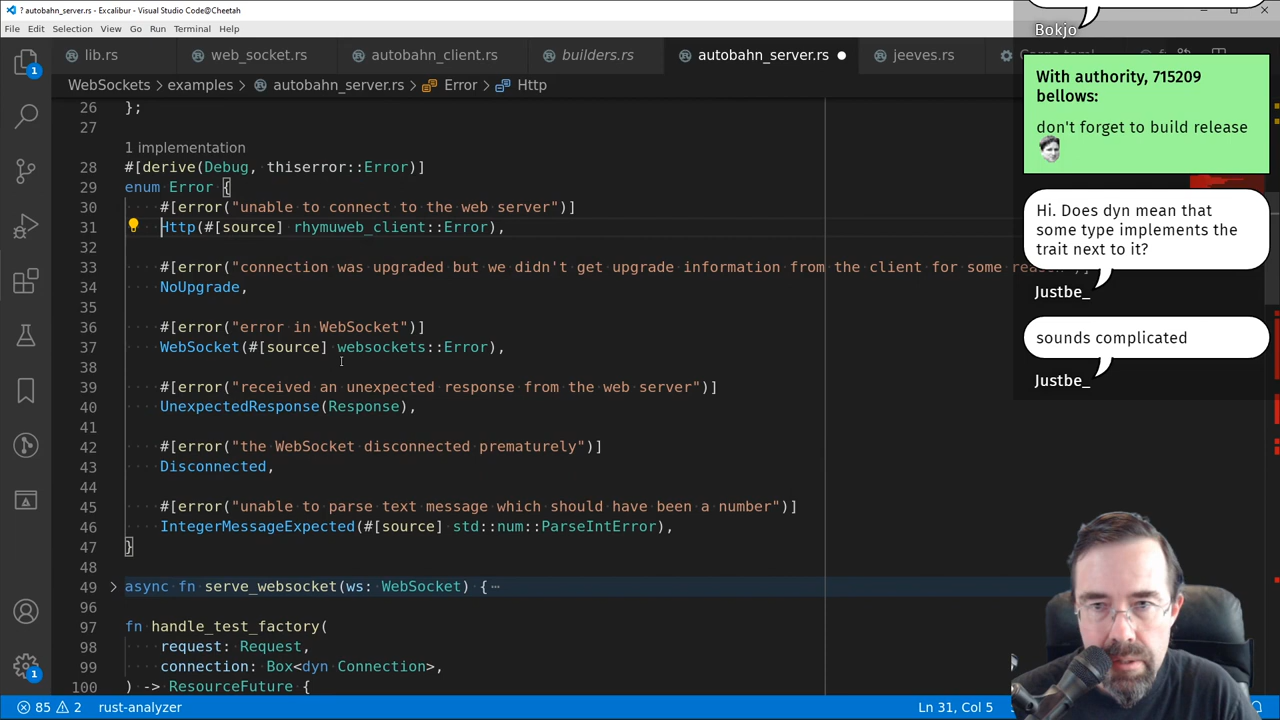 ? autobahn_server.rs - Excalibur - Visual Studio Code@Cheetah
File Edit Selection View Go Run Terminal Help
lib.rs web_socket.rs autobahn_client.rs builders.rs autobahn_server.rs jeeves.rs
WebSockets examples autobahn_server.rs Error Http
26 };
27
1 implementation
28 #[derive(Debug, thiserror::Error)]
29 enum Error {
30 #[error("unable to connect to the web server")]
31 Http(#[source] rhymuweb_client::Error),
32
33 #[error("connection was upgraded but we didn't get upgrade information from the client for some
34 NoUpgrade,
35
36 #[error("error in WebSocket")]
37 WebSocket(#[source] websockets::Error),
38
39 #[error("received an unexpected response from the web server")]
40 UnexpectedResponse(Response),
41
42 #[error("the WebSocket disconnected prematurely")]
43 Disconnected,
44
45 #[error("unable to parse text message which should have been a number")]
46 IntegerMessageExpected(#[source] std::num::ParseIntError),
47 }
48
49 async fn serve_websocket(ws: WebSocket) {⋯
96
97 fn handle_test_factory(
98 request: Request,
99 connection: Box<dyn Connection>,
100 ) -> ResourceFuture {
85 2 rust-analyzer Ln 31, Col 5
1
1
Bokjo
With authority, 715209
bellows:
don't forget to build release
Hi. Does dyn mean that
some type implements the
trait next to it?
Justbe_
sounds complicated
Justbe_